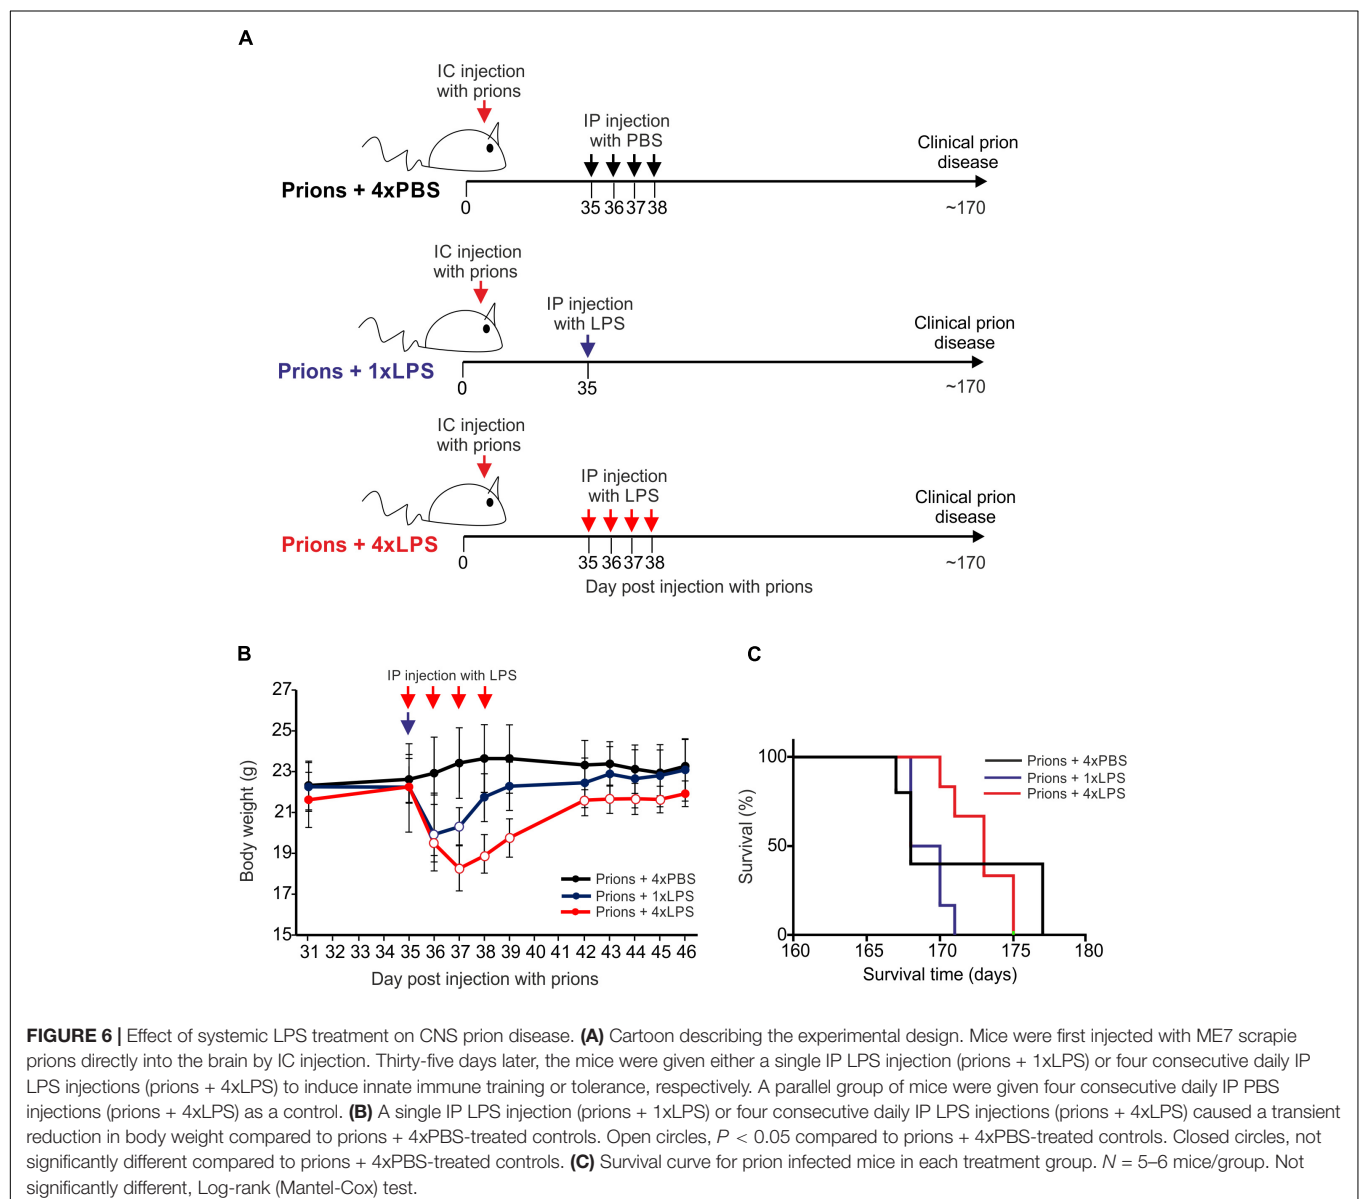 A
IC injection
with prions
IP injection
with PBS
Clinical prion
disease
Prions + 4xPBS
0
35 36 37 38
~170
IC injection
with prions
IP injection
with LPS
Clinical prion
disease
Prions + 1xLPS
0
35
~170
IC injection
with prions
IP injection
with LPS
Clinical prion
disease
Prions + 4xLPS
0
35 36 37 38
~170
Day post injection with prions
B
IP injection with LPS
27
25
23
21
19
17
15
Body weight (g)
Prions + 4xPBS
Prions + 1xLPS
Prions + 4xLPS
31 32 33 34 35 36 37 38 39 40 41 42 43 44 45 46
Day post injection with prions
C
100
50
0
Survival (%)
Prions + 4xPBS
Prions + 1xLPS
Prions + 4xLPS
160 165 170 175 180
Survival time (days)
FIGURE 6 | Effect of systemic LPS treatment on CNS prion disease. (A) Cartoon describing the experimental design. Mice were first injected with ME7 scrapie
prions directly into the brain by IC injection. Thirty-five days later, the mice were given either a single IP LPS injection (prions + 1xLPS) or four consecutive daily IP
LPS injections (prions + 4xLPS) to induce innate immune training or tolerance, respectively. A parallel group of mice were given four consecutive daily IP PBS
injections (prions + 4xLPS) as a control. (B) A single IP LPS injection (prions + 1xLPS) or four consecutive daily IP LPS injections (prions + 4xLPS) caused a transient
reduction in body weight compared to prions + 4xPBS-treated controls. Open circles, P < 0.05 compared to prions + 4xPBS-treated controls. Closed circles, not
significantly different compared to prions + 4xPBS-treated controls. (C) Survival curve for prion infected mice in each treatment group. N = 5–6 mice/group. Not
significantly different, Log-rank (Mantel-Cox) test.